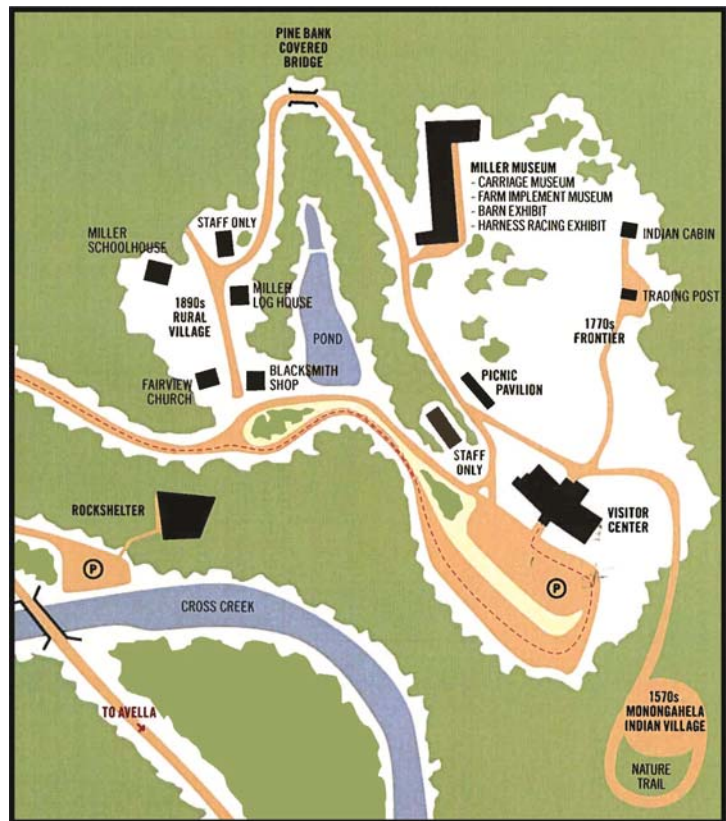 PINE BANK
COVERED
BRIDGE
MILLER MUSEUM
- CARRIAGE MUSEUM
- FARM IMPLEMENT MUSEUM
- BARN EXHIBIT
- HARNESS RACING EXHIBIT
STAFF ONLY
MILLER
SCHOOLHOUSE
INDIAN CABIN
MILLER
LOG HOUSE
1890s
RURAL
VILLAGE
TRADING POST
1770s
FRONTIER
POND
FAIRVIEW
CHURCH
BLACKSMITH
SHOP
PICNIC
PAVILION
STAFF
ONLY
ROCKSHELTER
VISITOR
CENTER
P
P
CROSS CREEK
TO AVELLA
1570s
MONONGAHELA
INDIAN VILLAGE
NATURE
TRAIL